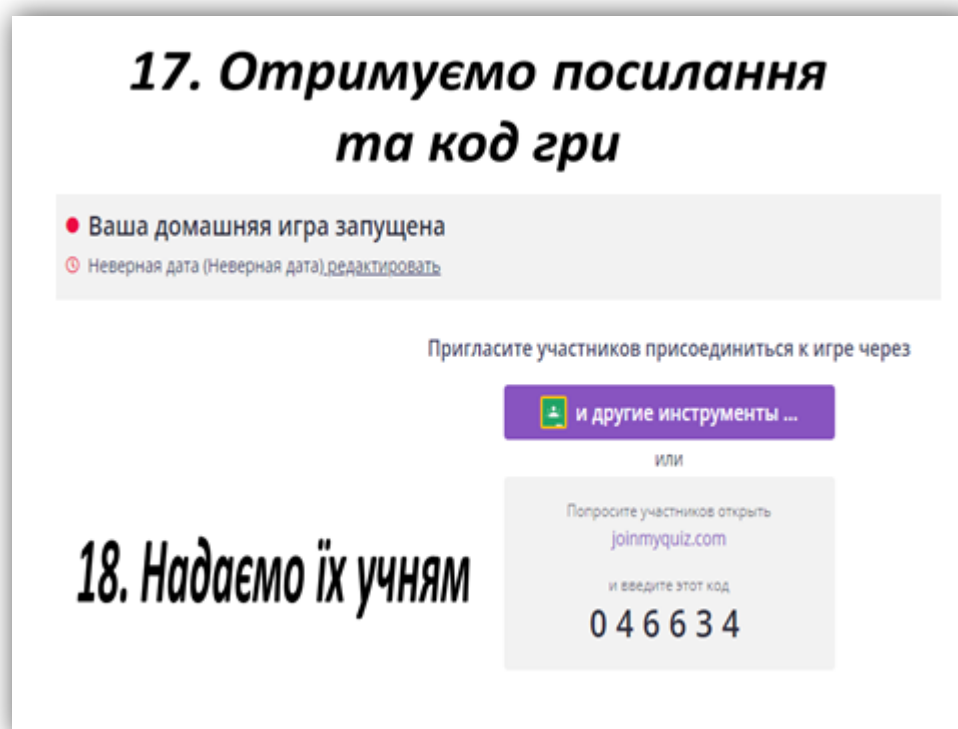 17. Отримуємо посилання
та код гри
Ваша домашняя игра запущена
Неверная дата (Неверная дата) редактировать
Пригласите участников присоединиться к игре через
и другие инструменты ...
или
Попросите участников открыть
joinmyquiz.com
и введите этот код
046634
18. Надаємо їх учням